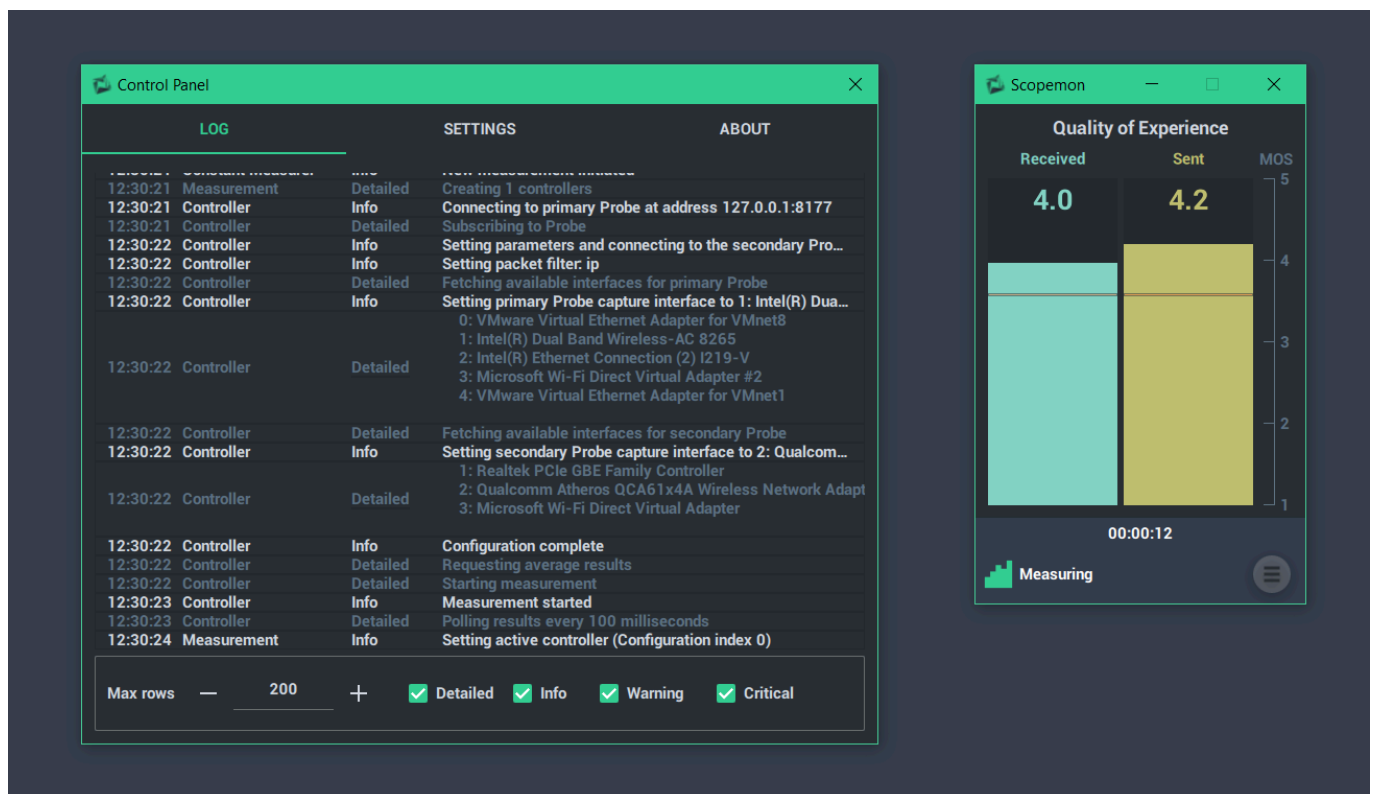 Control Panel
LOG SETTINGS ABOUT
12:30:21 Measurement Detailed Creating 1 controllers
12:30:21 Controller Info Connecting to primary Probe at address 127.0.0.1:8177
12:30:21 Controller Detailed Subscribing to Probe
12:30:22 Controller Info Setting parameters and connecting to the secondary Pro...
12:30:22 Controller Info Setting packet filter: ip
12:30:22 Controller Detailed Fetching available interfaces for primary Probe
12:30:22 Controller Info Setting primary Probe capture interface to 1: Intel(R) Dua...
0: VMware Virtual Ethernet Adapter for VMnet8
1: Intel(R) Dual Band Wireless-AC 8265
2: Intel(R) Ethernet Connection (2) I219-V
12:30:22 Controller Detailed
3: Microsoft Wi-Fi Direct Virtual Adapter #2
4: VMware Virtual Ethernet Adapter for VMnet1
12:30:22 Controller Detailed Fetching available interfaces for secondary Probe
12:30:22 Controller Info Setting secondary Probe capture interface to 2: Qualcom...
1: Realtek PCIe GBE Family Controller
12:30:22 Controller Detailed 2: Qualcomm Atheros QCA61x4A Wireless Network Adapt
3: Microsoft Wi-Fi Direct Virtual Adapter
12:30:22 Controller Info Configuration complete
12:30:22 Controller Detailed Requesting average results
12:30:22 Controller Detailed Starting measurement
12:30:23 Controller Info Measurement started
12:30:23 Controller Detailed Polling results every 100 milliseconds
12:30:24 Measurement Info Setting active controller (Configuration index 0)
Max rows 200 Detailed Info Warning Critical
Scopemon
Quality of Experience
Received Sent MOS
4.0 4.2
5
4
3
2
1
00:00:12
Measuring